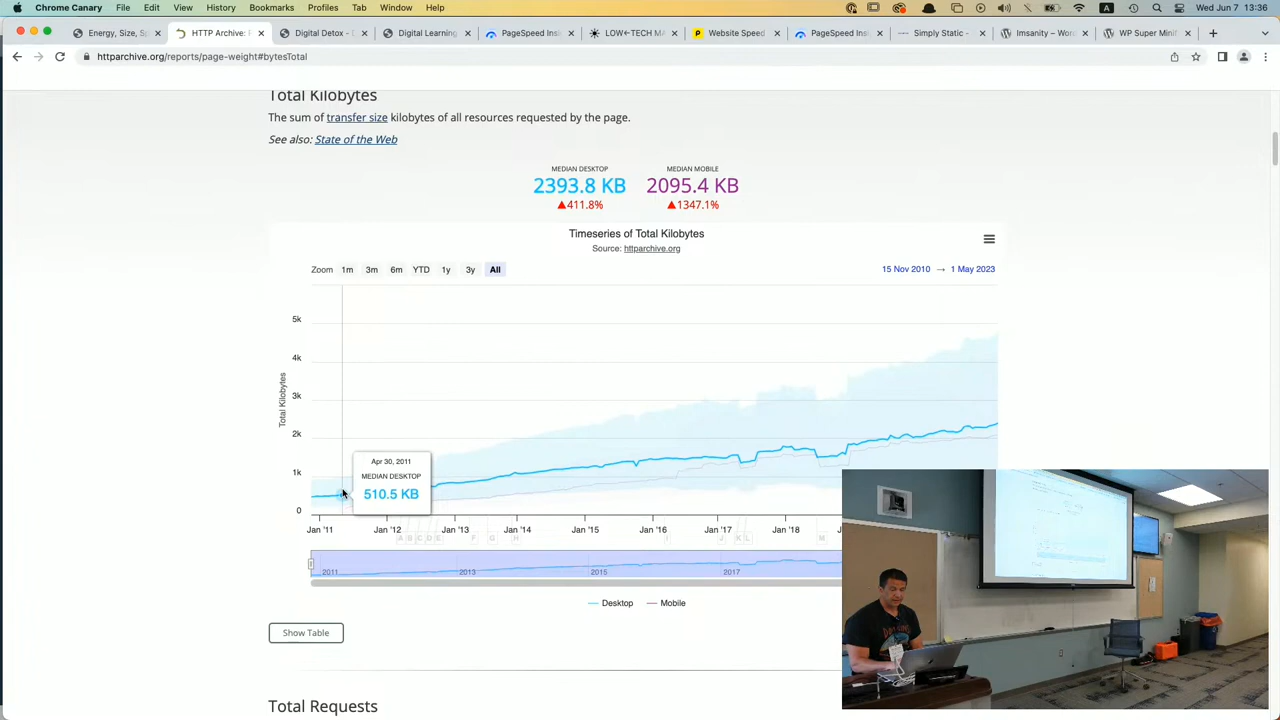 Chrome Canary File Edit View History Bookmarks Profiles Tab Window Help
A
Wed Jun 7 13:36
Energy, Size, S
HTTP Archive:
Digital Detox -
Digital Learning
PageSpeed Ins
LOW←TECH MA
Website Speed
PageSpeed Ins
Simply Static –
Imsanity – Wor
WP Super Minif
httparchive.org/reports/page-weight#bytesTotal
Total Kilobytes
The sum of transfer size kilobytes of all resources requested by the page.
See also: State of the Web
MEDIAN DESKTOP
2393.8 KB
▲411.8%
MEDIAN MOBILE
2095.4 KB
▲1347.1%
Timeseries of Total Kilobytes
Source: httparchive.org
Zoom 1m 3m 6m YTD 1y 3y All
15 Nov 2010 → 1 May 2023
Total Kilobytes
5k
4k
3k
2k
1k
0
Apr 30, 2011
MEDIAN DESKTOP
510.5 KB
Jan '11 Jan '12 Jan '13 Jan '14 Jan '15 Jan '16 Jan '17 Jan '18
A B C D E F G H I J K L M
2011 2013 2015 2017
Desktop Mobile
Show Table
Total Requests